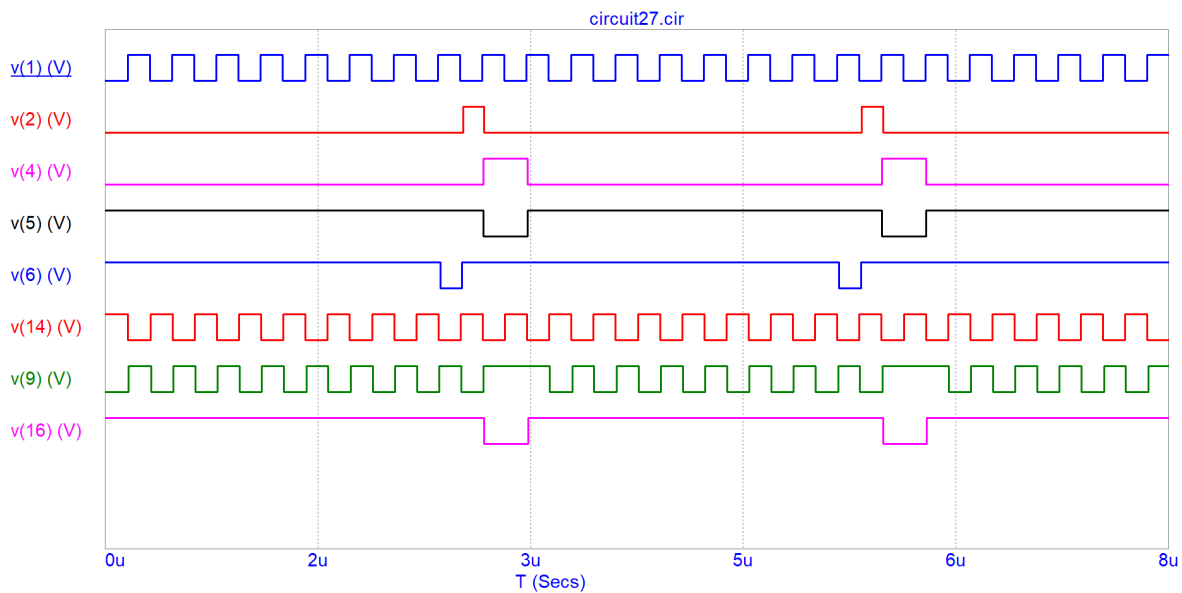 circuit27.cir
v(1) (V)
v(2) (V)
v(4) (V)
v(5) (V)
v(6) (V)
v(14) (V)
v(9) (V)
v(16) (V)
0u 2u 3u 5u 6u 8u
T (Secs)